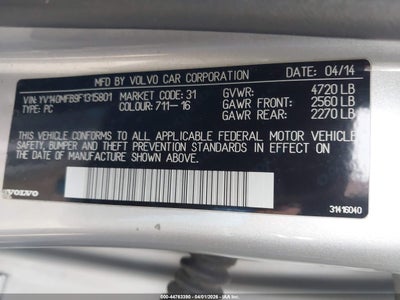 MFD BY VOLVO CAR CORPORATION DATE: 04/14
VIN: YV140MFB9F1315801 MARKET CODE: 31 GVWR: 4720 LB
TYPE: PC COLOUR: 711-16 GAWR FRONT: 2560 LB
GAWR REAR: 2270 LB
THIS VEHICLE CONFORMS TO ALL APPLICABLE FEDERAL MOTOR VEHICLE
SAFETY, BUMPER AND THEFT PREVENTION STANDARDS IN EFFECT
ON THE DATE OF MANUFACTURE SHOWN ABOVE.
VOLVO
31416040
000-44763390 - 04/01/2026 - 0000